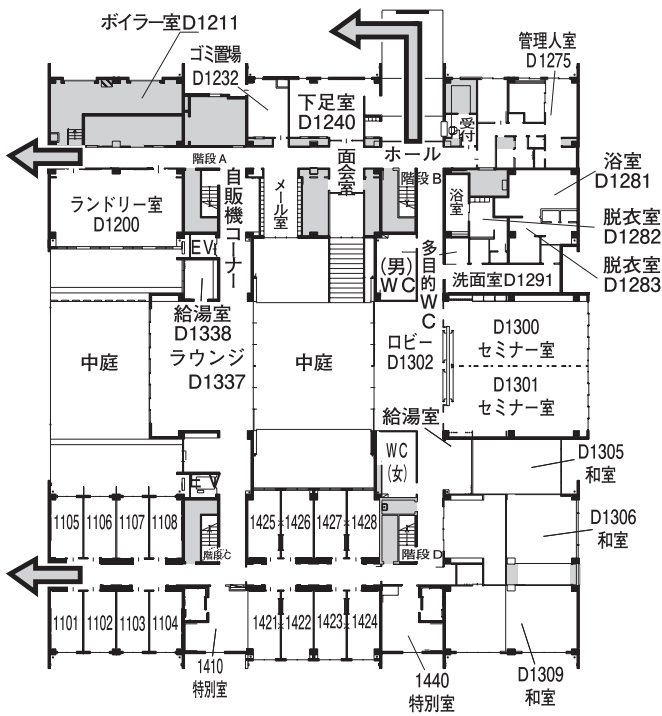 ボイラー室D1211
ゴミ置場
D1232
管理人室
D1275
下足室
D1240
受付
ホール
面会室
階段A
階段B
浴室
D1281
ランドリー室
D1200
自販機コーナー
メール室
浴室
脱衣室
D1282
EV
(男)
WC
多目的WC
洗面室D1291
脱衣室
D1283
給湯室
D1338
ラウンジ
D1337
中庭
中庭
ロビー
D1302
D1300
セミナー室
D1301
セミナー室
給湯室
WC
(女)
D1305
和室
1105
1106
1107
1108
1425
1426
1427
1428
D1306
和室
階段C
階段D
1101
1102
1103
1104
1421
1422
1423
1424
1410
特別室
1440
特別室
D1309
和室